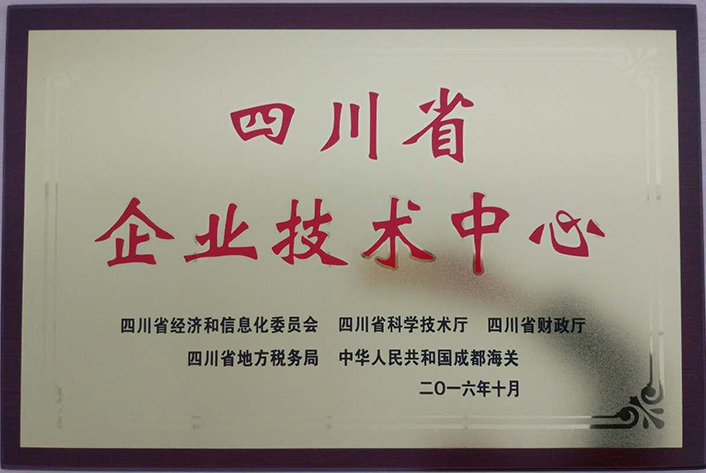 四川省
企业技术中心
四川省经济和信息化委员会 四川省科学技术厅 四川省财政厅
四川省地方税务局 中华人民共和国成都海关
二〇一六年十月